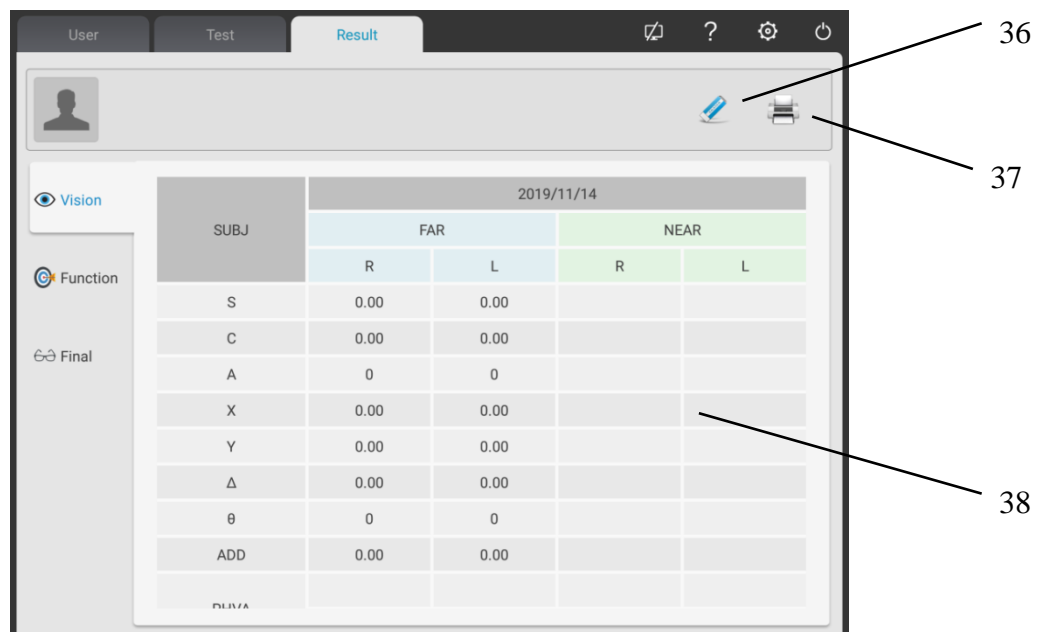 User Test Result ?
36
37
Vision
Function
Final
SUBJ
2019/11/14
FAR NEAR
R L R L
S 0.00 0.00
C 0.00 0.00
A 0 0
X 0.00 0.00
Y 0.00 0.00
Δ 0.00 0.00
θ 0 0
ADD 0.00 0.00
38